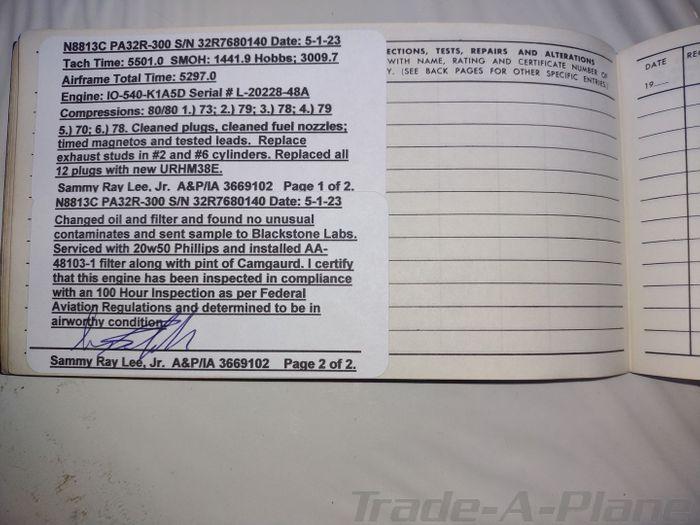 N8813C PA32R-300 S/N 32R7680140 Date: 5-1-23
Tach Time: 5501.0 SMOH: 1441.9 Hobbs; 3009.7
Airframe Total Time: 5297.0
Engine: IO-540-K1A5D Serial # L-20228-48A
Compressions: 80/80 1.) 73; 2.) 79; 3.) 78; 4.) 79
5.) 70; 6.) 78. Cleaned plugs, cleaned fuel nozzles;
timed magnetos and tested leads. Replace
exhaust studs in #2 and #6 cylinders. Replaced all
12 plugs with new URHM38E.
Sammy Ray Lee, Jr. A&P/IA 3669102 Page 1 of 2.
N8813C PA32R-300 S/N 32R7680140 Date: 5-1-23
Changed oil and filter and found no unusual
contaminates and sent sample to Blackstone Labs.
Serviced with 20w50 Phillips and installed AA-
48103-1 filter along with pint of Camgaurd. I certify
that this engine has been inspected in compliance
with an 100 Hour Inspection as per Federal
Aviation Regulations and determined to be in
airworthy condition.
Sammy Ray Lee, Jr. A&P/IA 3669102 Page 2 of 2.
ECTIONS, TESTS, REPAIRS AND ALTERATIONS
WITH NAME, RATING AND CERTIFICATE NUMBER OF
Y. (SEE BACK PAGES FOR OTHER SPECIFIC ENTRIES.)
DATE
19
RE
Trade-A-Plane